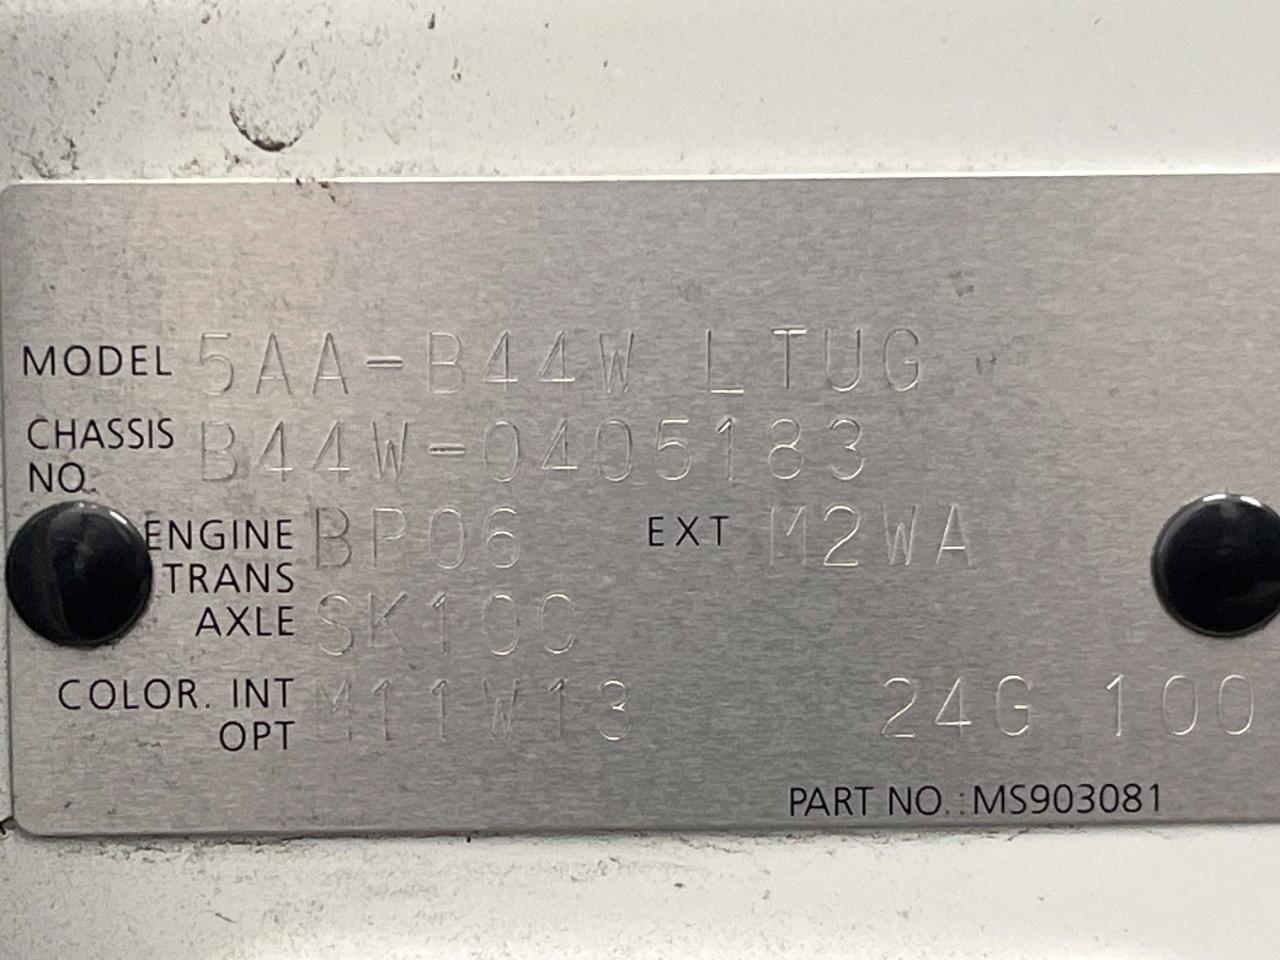 MODEL 5AA-B44W LTUG
CHASSIS NO. B44W-0405183
ENGINE BP06 EXT M2WA
TRANS
AXLE SK10C
COLOR. INT M11W13 24G 100
OPT
PART NO.:MS903081